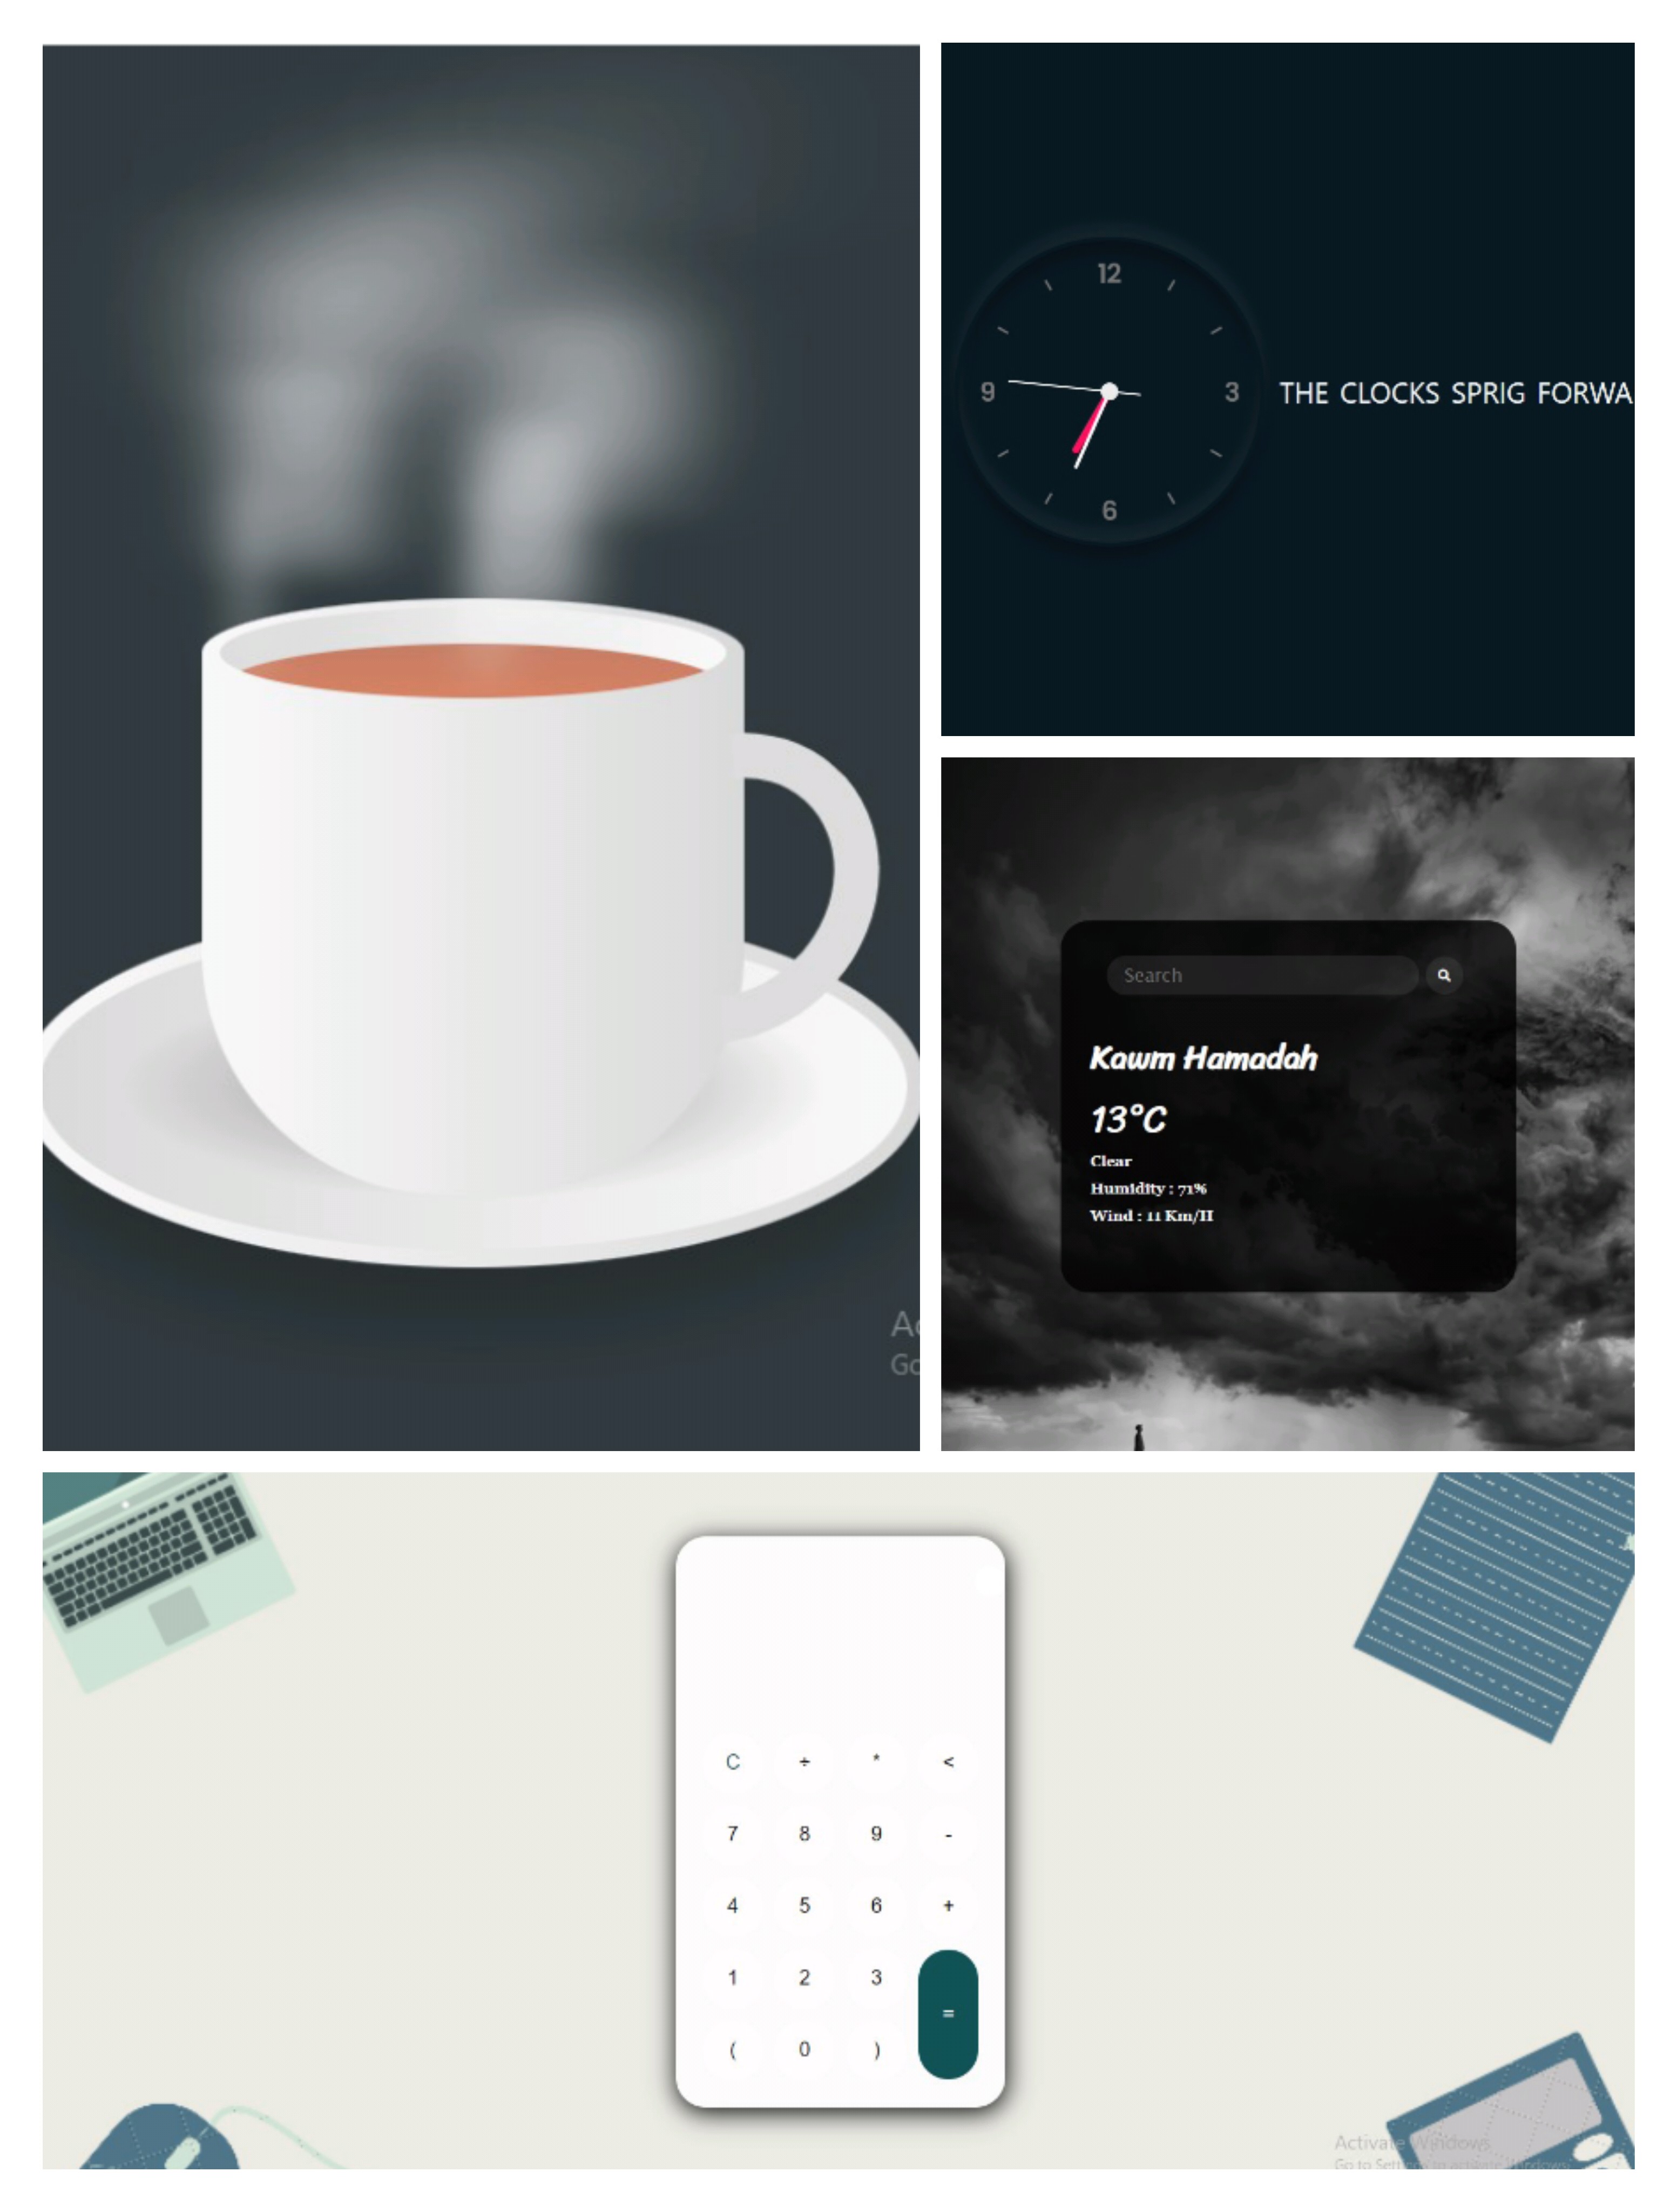 Ac
Go
12
9
3
6
THE CLOCKS SPRIG FORWA
Search
Kawm Hamadah
13°C
Clear
Humidity : 71%
Wind : 11 Km/H
C ÷ * <
7 8 9 -
4 5 6 +
1 2 3
=
( 0 )
Activate Windows
Go to Settings to activate Windows.